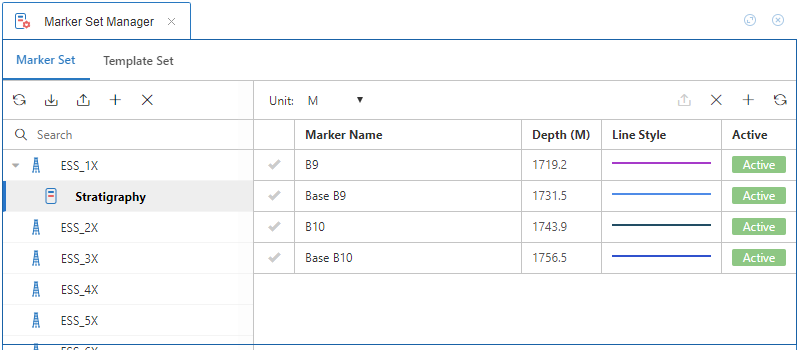 Marker Set Manager
Marker Set Template Set
Unit: M
Search
Marker Name Depth (M) Line Style Active
ESS_1X
B9 1719.2 Active
Stratigraphy
Base B9 1731.5 Active
ESS_2X
B10 1743.9 Active
ESS_3X
Base B10 1756.5 Active
ESS_4X
ESS_5X